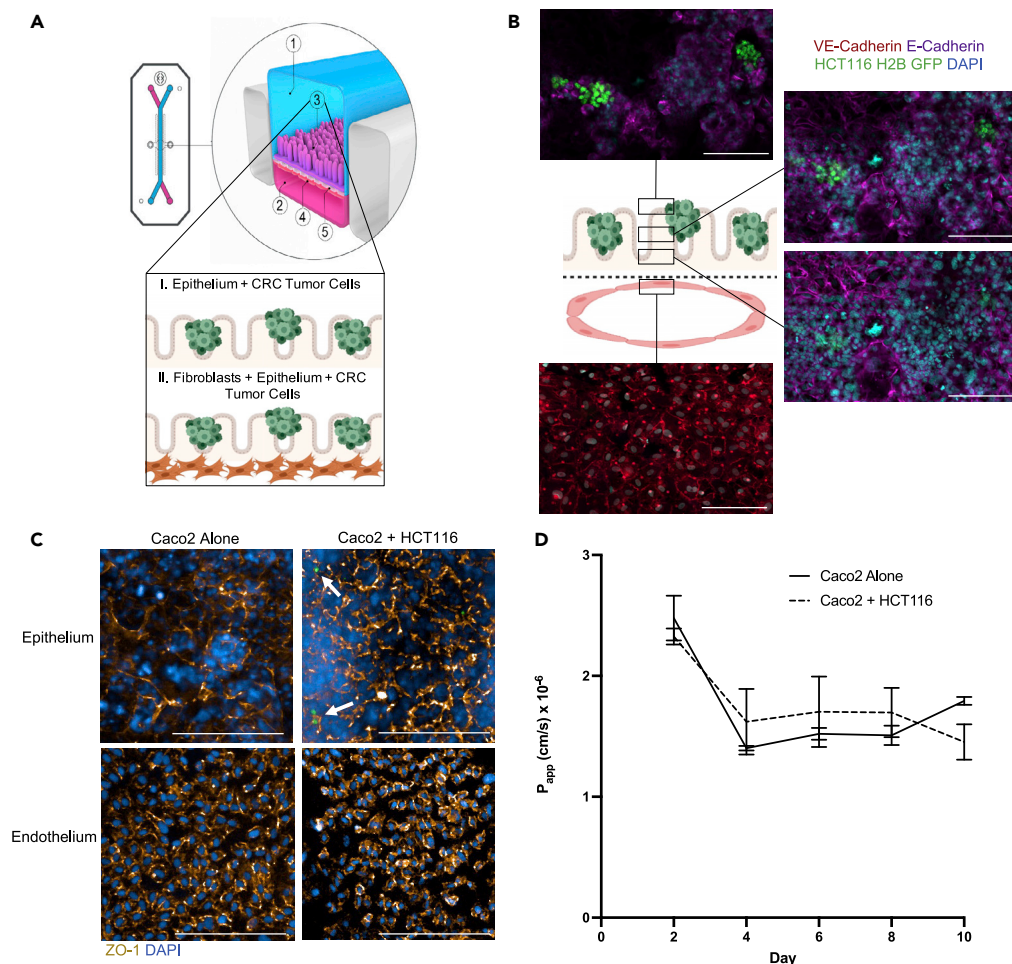 A
1
3
2
4
5
I. Epithelium + CRC Tumor Cells
II. Fibroblasts + Epithelium + CRC
Tumor Cells
B
VE-Cadherin E-Cadherin
HCT116 H2B GFP DAPI
C
Caco2 Alone
Caco2 + HCT116
Epithelium
Endothelium
ZO-1 DAPI
D
Caco2 Alone
Caco2 + HCT116
3
2
1
0
P_app (cm/s) x 10^-6
0 2 4 6 8 10
Day